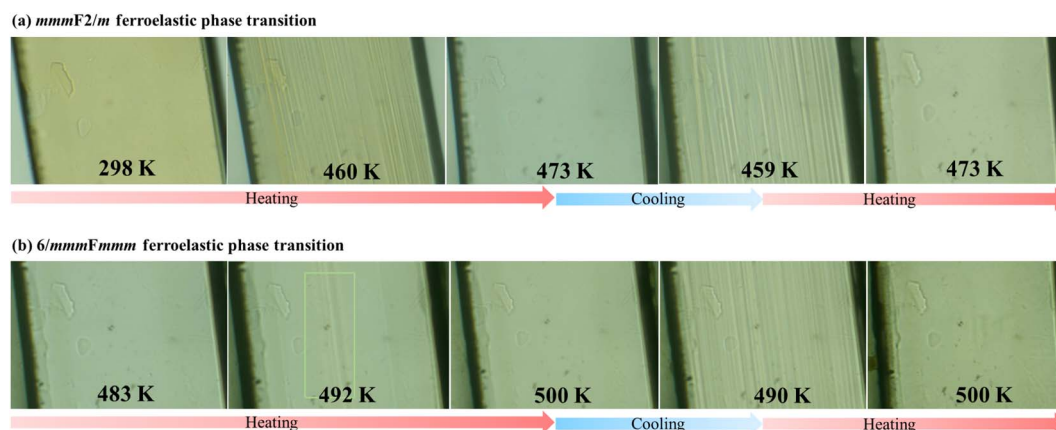 (a) mmmF2/m ferroelastic phase transition
298 K
460 K
473 K
459 K
473 K
Heating
Cooling
Heating
(b) 6/mmmFmmm ferroelastic phase transition
483 K
492 K
500 K
490 K
500 K
Heating
Cooling
Heating